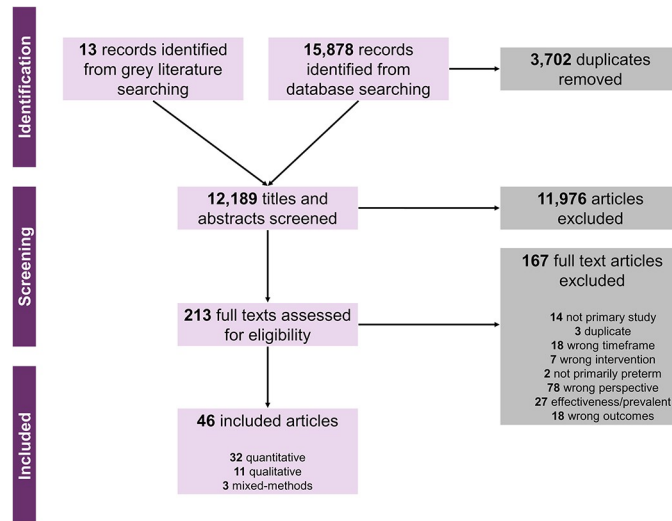 Identification
13 records identified
from grey literature
searching
15,878 records
identified from
database searching
3,702 duplicates
removed
Screening
12,189 titles and
abstracts screened
11,976 articles
excluded
213 full texts assessed
for eligibility
167 full text articles
excluded
14 not primary study
3 duplicate
18 wrong timeframe
7 wrong intervention
2 not primarily preterm
78 wrong perspective
27 effectiveness/prevalent
18 wrong outcomes
Included
46 included articles
32 quantitative
11 qualitative
3 mixed-methods